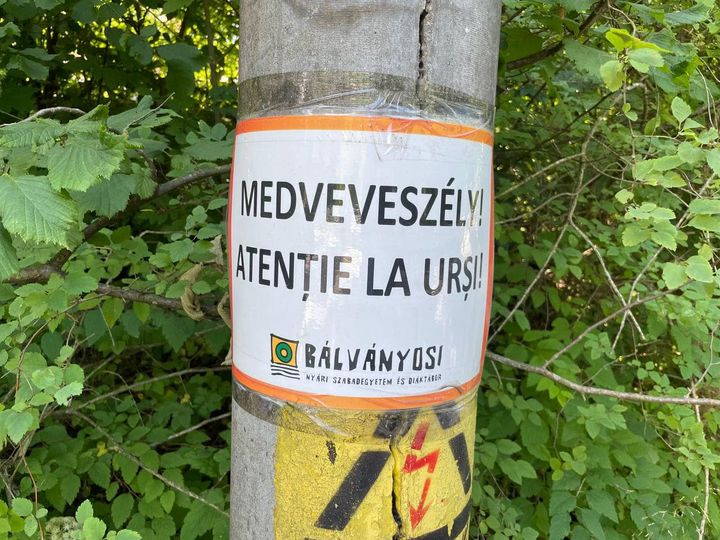 MEDVEVESZÉLY!
ATENȚIE LA URȘI!
BÁLVÁNYOSI
NYÁRI SZABADEGYETEM ÉS DIÁKTÁBOR